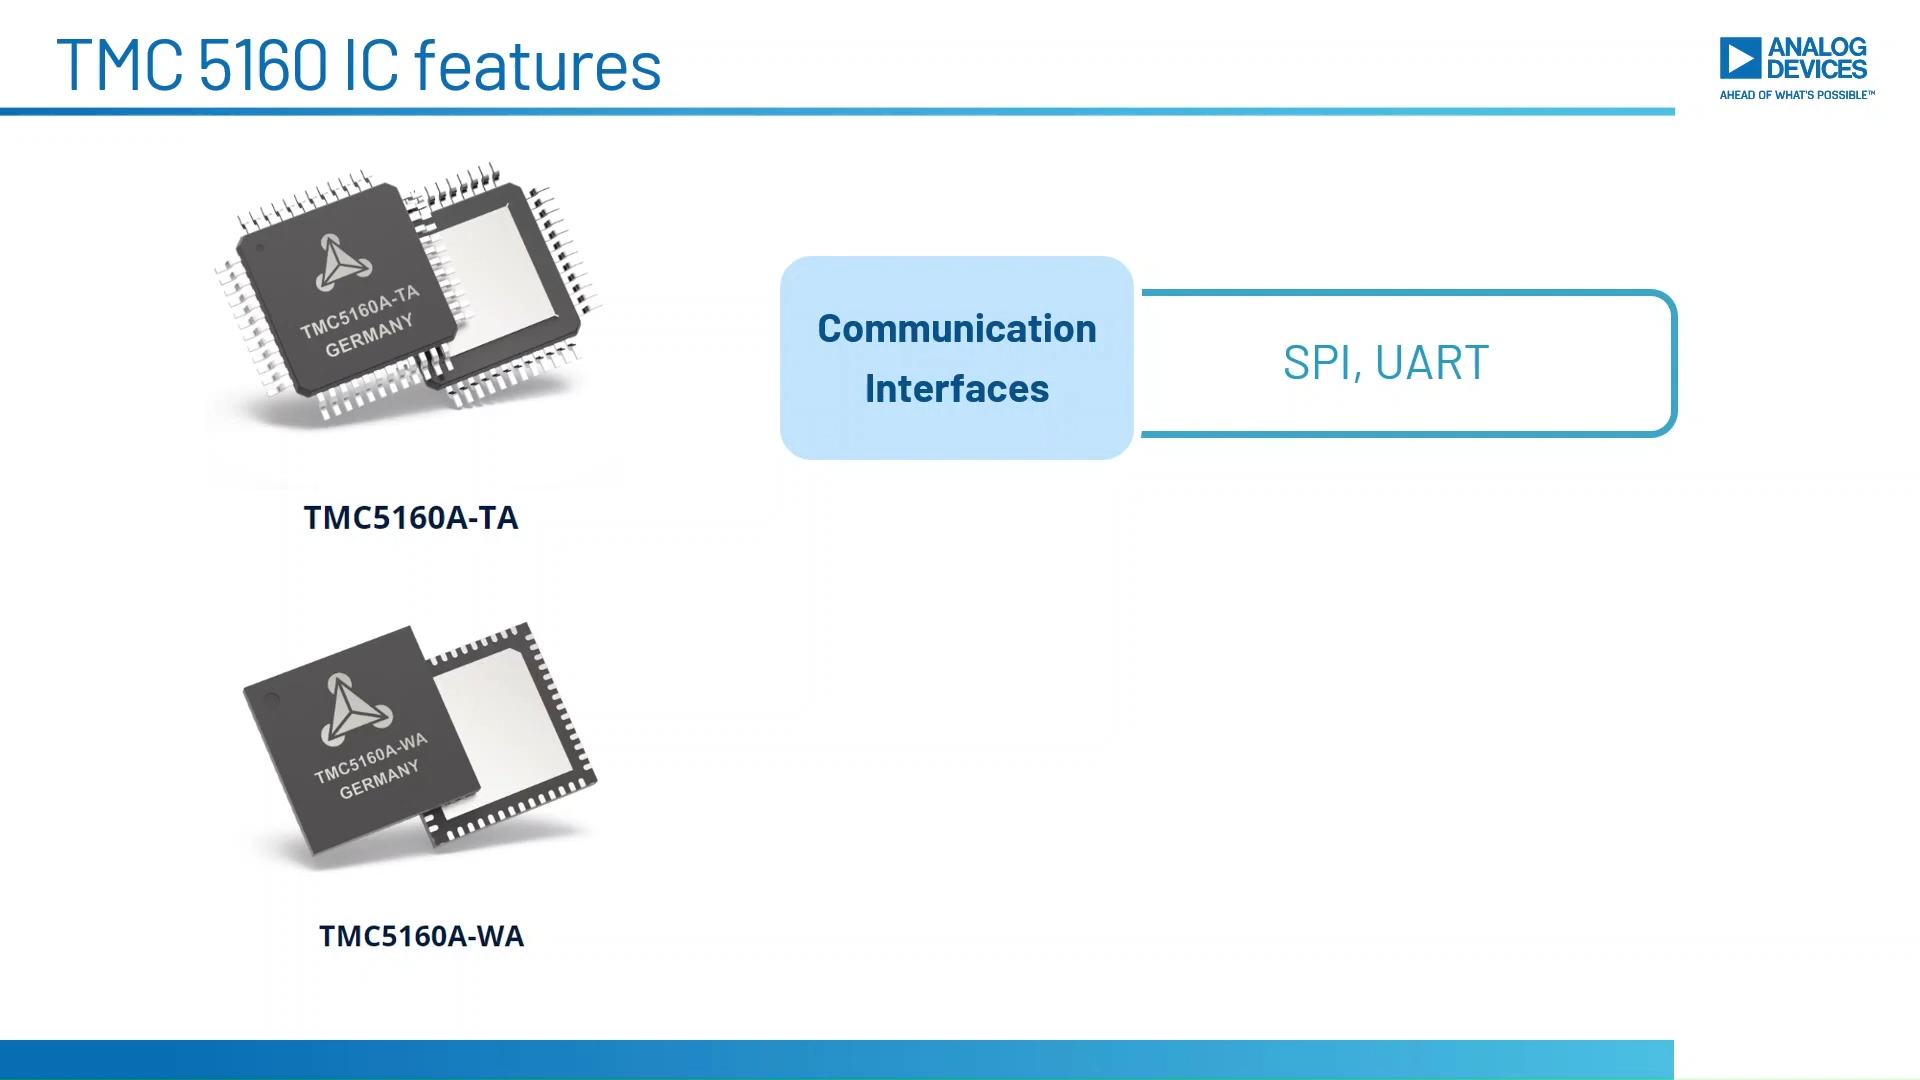 TMC 5160 IC features
ANALOG
DEVICES
AHEAD OF WHAT'S POSSIBLE™
TMC5160A-TA
GERMANY
TMC5160A-TA
Communication
Interfaces
SPI, UART
TMC5160A-WA
GERMANY
TMC5160A-WA